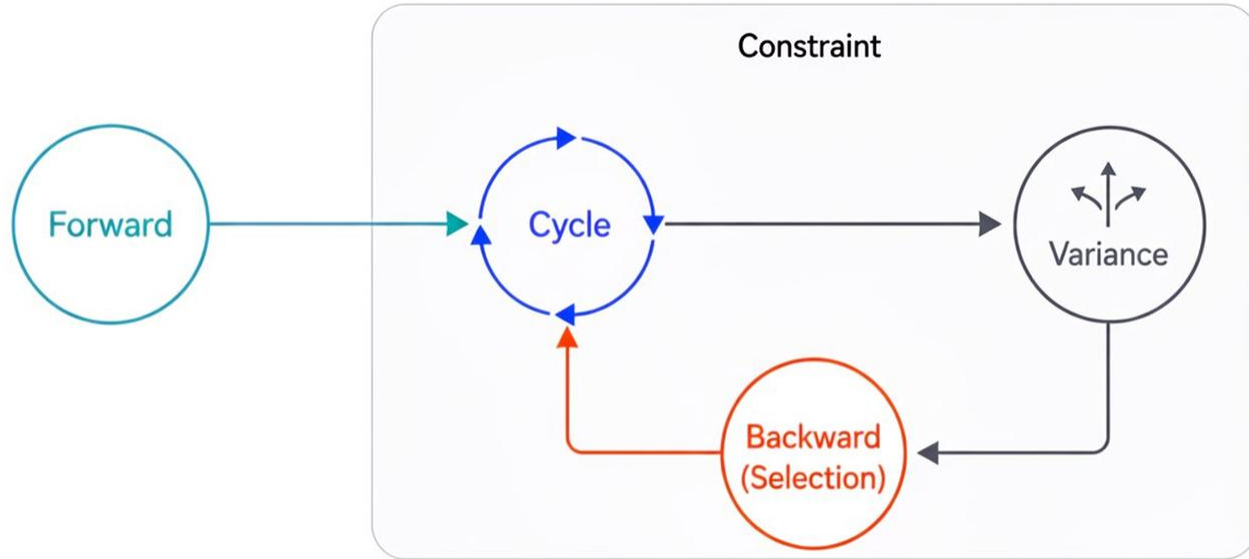 Constraint
Forward
Cycle
Variance
Backward
(Selection)